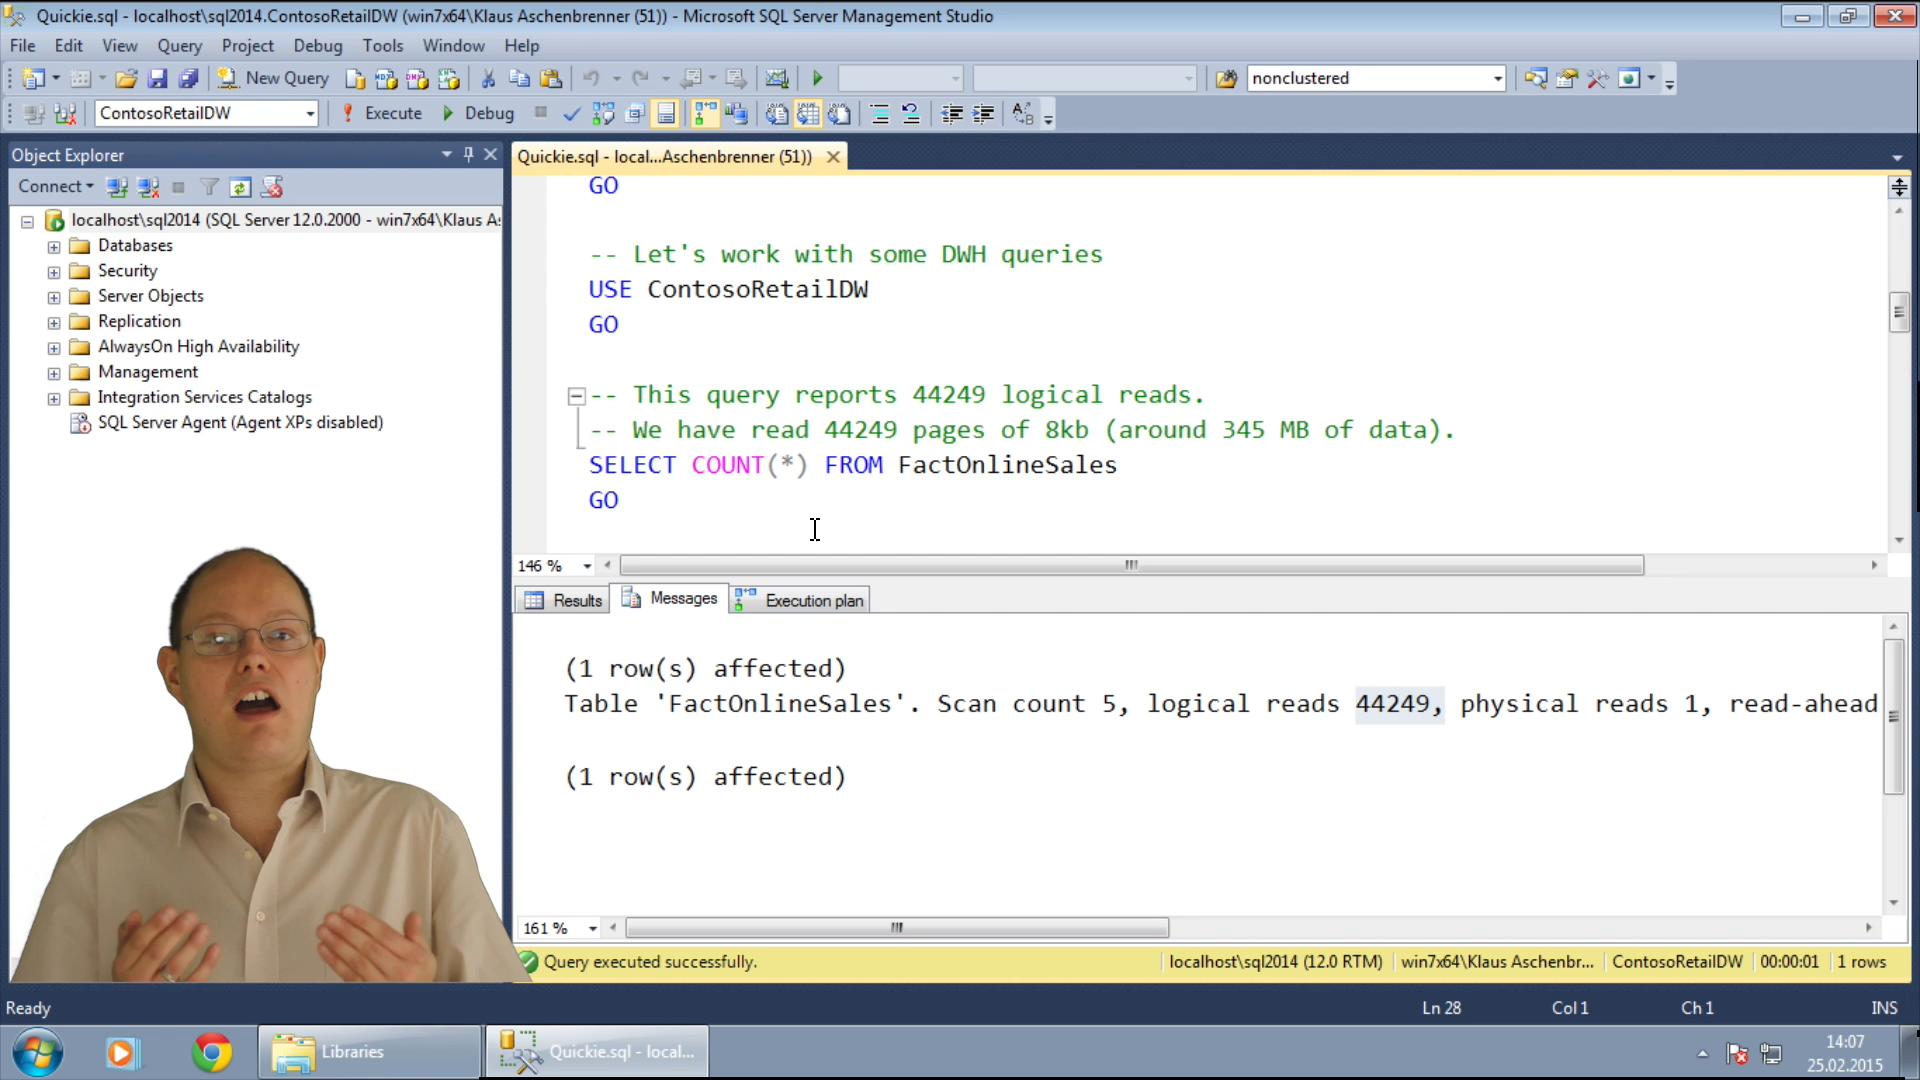 Quickie.sql - localhost\sql2014.ContosoRetailDW (win7x64\Klaus Aschenbrenner (51)) - Microsoft SQL Server Management Studio
File Edit View Query Project Debug Tools Window Help
New Query nonclustered
ContosoRetailDW Execute Debug
Object Explorer
Connect
localhost\sql2014 (SQL Server 12.0.2000 - win7x64\Klaus As
Databases
Security
Server Objects
Replication
AlwaysOn High Availability
Management
Integration Services Catalogs
SQL Server Agent (Agent XPs disabled)
Quickie.sql - local...Aschenbrenner (51))
GO
-- Let's work with some DWH queries
USE ContosoRetailDW
GO
-- This query reports 44249 logical reads.
-- We have read 44249 pages of 8kb (around 345 MB of data).
SELECT COUNT(*) FROM FactOnlineSales
GO
146 %
Results Messages Execution plan
(1 row(s) affected)
Table 'FactOnlineSales'. Scan count 5, logical reads 44249, physical reads 1, read-ahead
(1 row(s) affected)
161 %
Query executed successfully. localhost\sql2014 (12.0 RTM) win7x64\Klaus Aschenbr... ContosoRetailDW 00:00:01 1 rows
Ready Ln 28 Col 1 Ch 1 INS
Libraries Quickie.sql - local... 14:07
25.02.2015